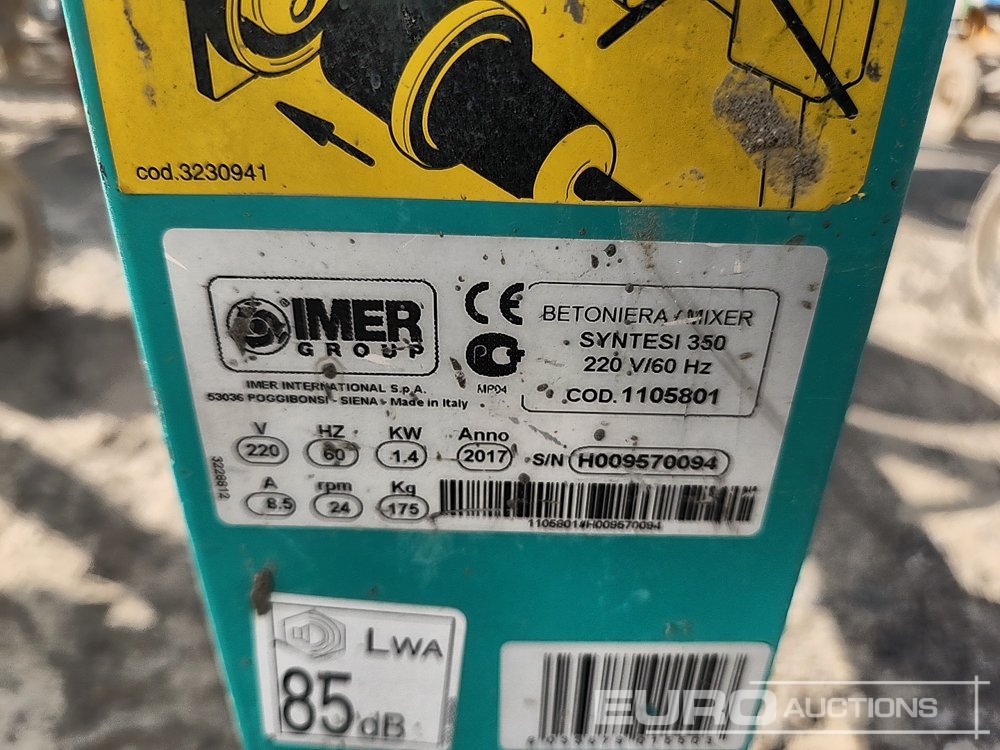 cod.3230941
IMER
GROUP
IMER INTERNATIONAL S.p.A.
53036 POGGIBONSI - SIENA - Made in Italy
CE
MP04
BETONIERA / MIXER
SYNTESI 350
220 V/60 Hz
COD. 1105801
V HZ KW Anno
220 60 1.4 2017 S/N H009570094
A rpm Kg
8.5 24 175
1105801#H009570094
3228812
LWA
85 dB
EURO AUCTIONS